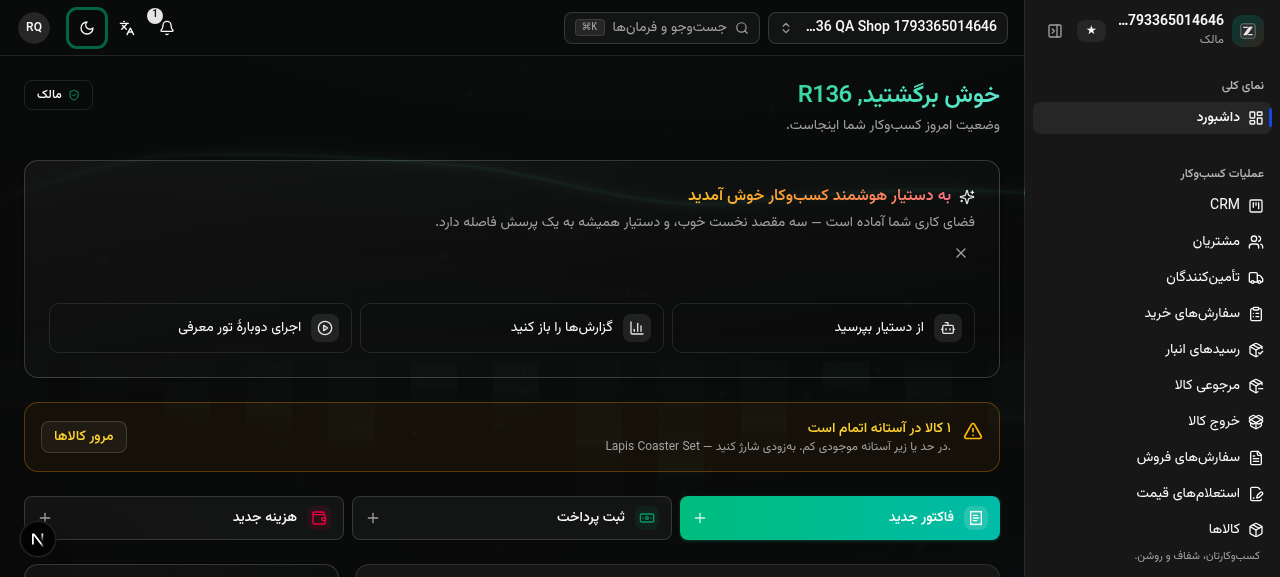 …793365014646
مالک
★
نمای کلی
داشبورد
عملیات کسب‌وکار
CRM
مشتریان
تأمین‌کنندگان
سفارش‌های خرید
رسیدهای انبار
مرجوعی کالا
خروج کالا
سفارش‌های فروش
استعلام‌های قیمت
کالاها
کسب‌وکارتان، شفاف و روشن.
…36 QA Shop 1793365014646
جست‌وجو و فرمان‌ها
⌘K
1
RQ
خوش برگشتید, R136
وضعیت امروز کسب‌وکار شما اینجاست.
مالک
به دستیار هوشمند کسب‌وکار خوش آمدید
فضای کاری شما آماده است — سه مقصد نخست خوب، و دستیار همیشه به یک پرسش فاصله دارد.
از دستیار بپرسید
گزارش‌ها را باز کنید
اجرای دوبارهٔ تور معرفی
۱ کالا در آستانه اتمام است
Lapis Coaster Set — در حد یا زیر آستانه موجودی کم. به‌زودی شارژ کنید.
مرور کالاها
فاکتور جدید
ثبت پرداخت
هزینه جدید
N